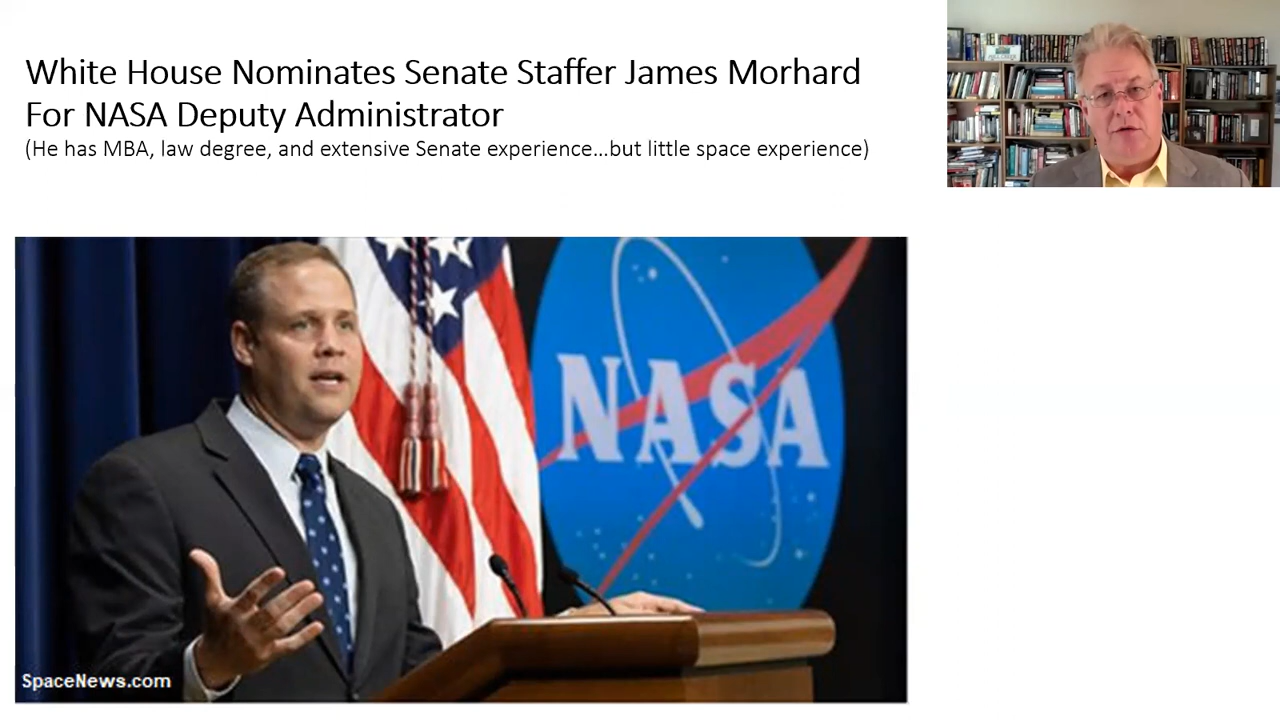 White House Nominates Senate Staffer James Morhard
For NASA Deputy Administrator
(He has MBA, law degree, and extensive Senate experience...but little space experience)
NASA
SpaceNews.com